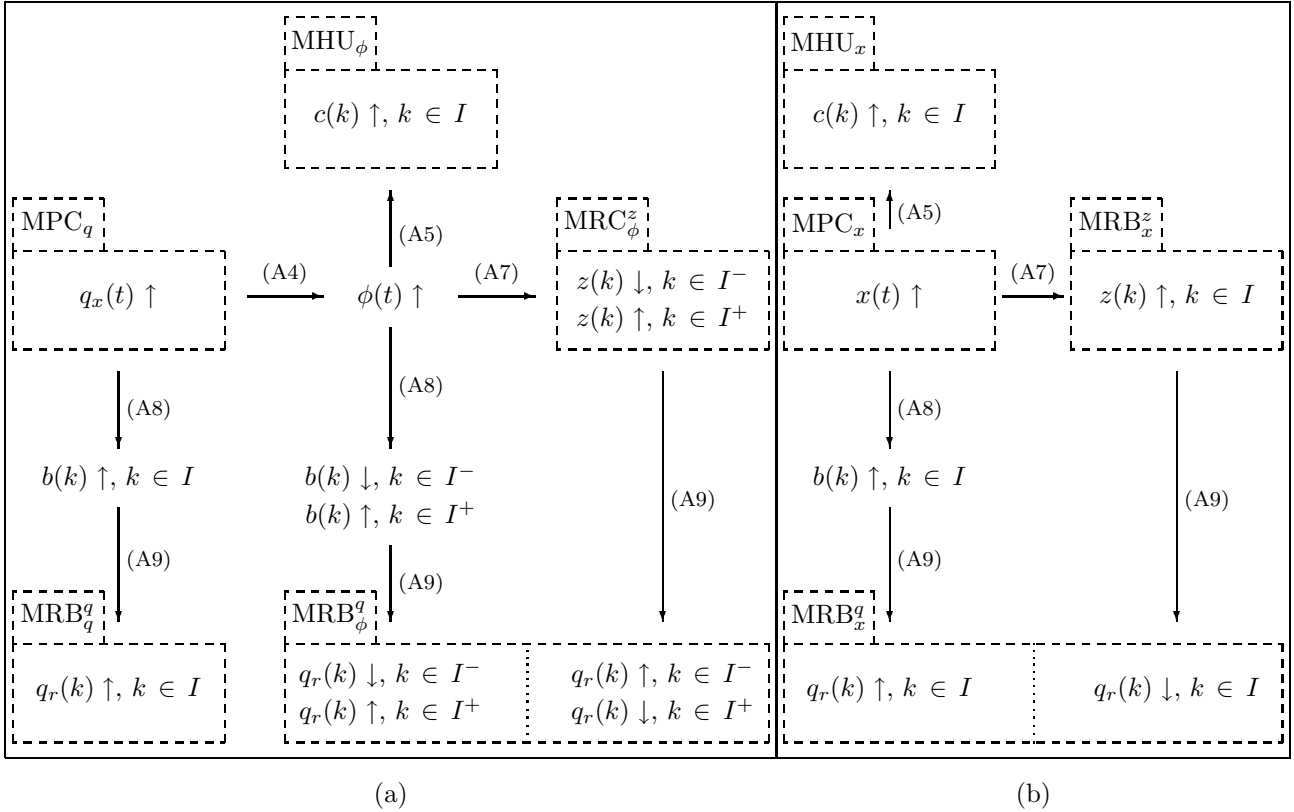 MHU_ϕ
c(k) ↑, k ∈ I
(A5)
MPC_q
q_x(t) ↑
(A4)
ϕ(t) ↑
(A7)
MRC^z_ϕ
z(k) ↓, k ∈ I^−
z(k) ↑, k ∈ I^+
(A8)
(A8)
b(k) ↑, k ∈ I
b(k) ↓, k ∈ I^−
b(k) ↑, k ∈ I^+
(A9)
(A9)
(A9)
MRB^q_q
q_r(k) ↑, k ∈ I
MRB^q_ϕ
q_r(k) ↓, k ∈ I^−
q_r(k) ↑, k ∈ I^+
q_r(k) ↑, k ∈ I^−
q_r(k) ↓, k ∈ I^+
(a)
MHU_x
c(k) ↑, k ∈ I
(A5)
MPC_x
x(t) ↑
(A7)
MRB^z_x
z(k) ↑, k ∈ I
(A8)
b(k) ↑, k ∈ I
(A9)
(A9)
MRB^q_x
q_r(k) ↑, k ∈ I
q_r(k) ↓, k ∈ I
(b)